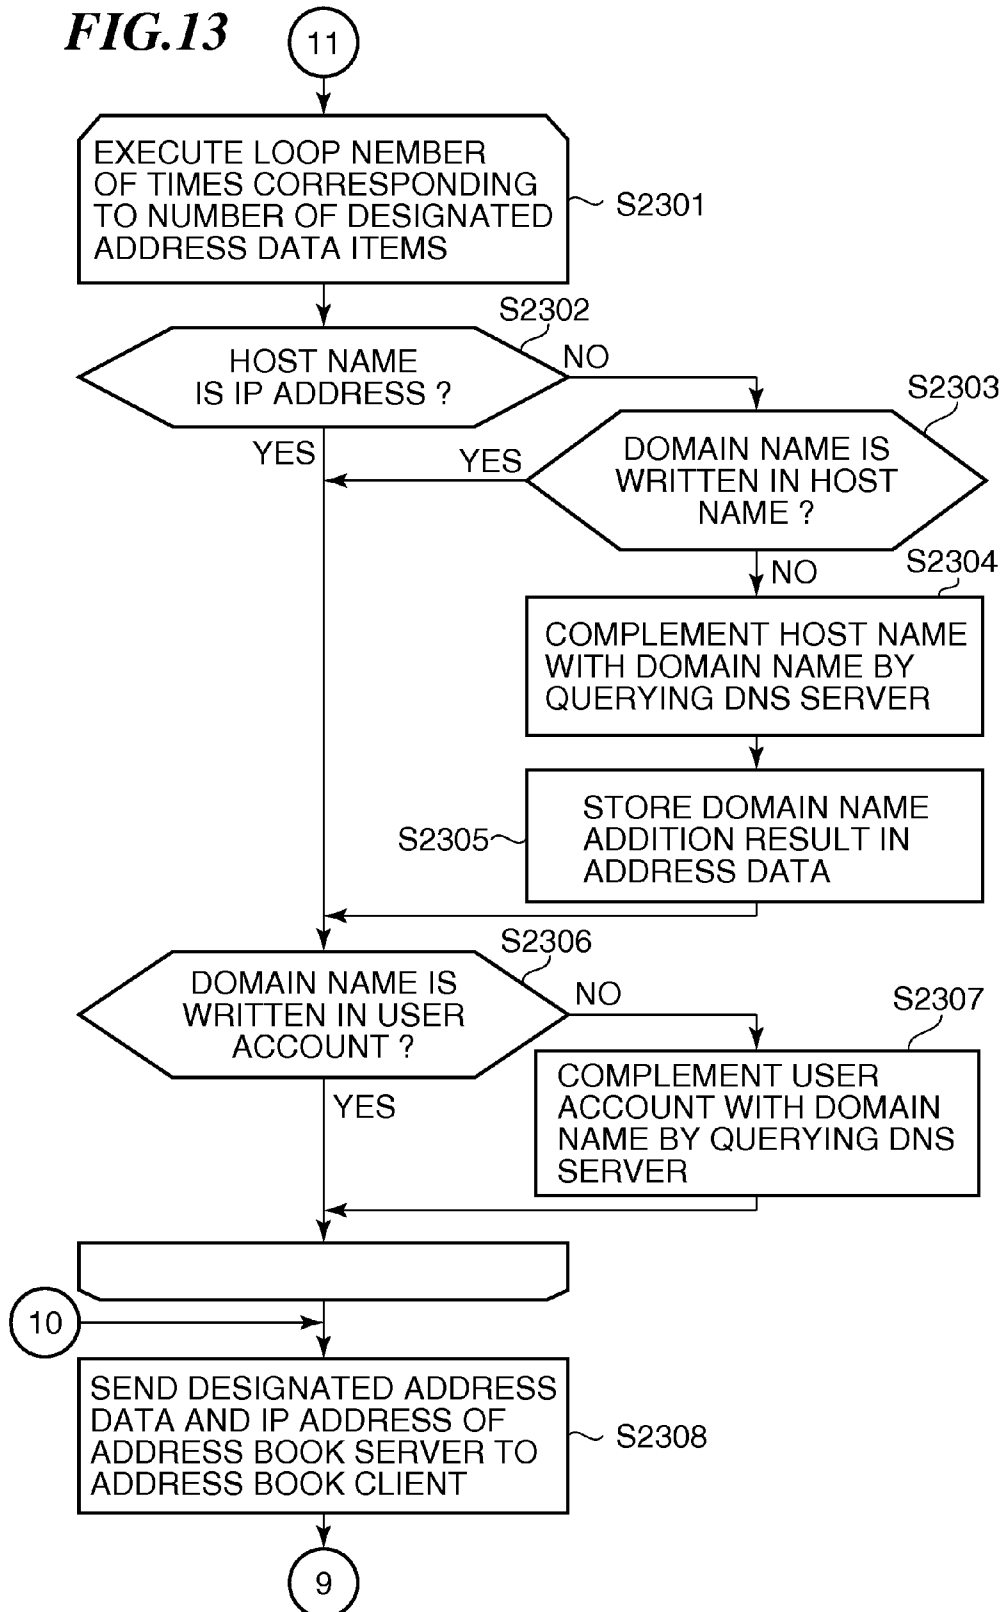 FIG.13
11
EXECUTE LOOP NEMBER
OF TIMES CORRESPONDING
TO NUMBER OF DESIGNATED
ADDRESS DATA ITEMS
S2301
S2302
HOST NAME
IS IP ADDRESS ?
NO
YES
S2303
DOMAIN NAME IS
WRITTEN IN HOST
NAME ?
YES
NO
S2304
COMPLEMENT HOST NAME
WITH DOMAIN NAME BY
QUERYING DNS SERVER
STORE DOMAIN NAME
ADDITION RESULT IN
ADDRESS DATA
S2305
S2306
DOMAIN NAME IS
WRITTEN IN USER
ACCOUNT ?
NO
YES
S2307
COMPLEMENT USER
ACCOUNT WITH DOMAIN
NAME BY QUERYING DNS
SERVER
10
SEND DESIGNATED ADDRESS
DATA AND IP ADDRESS OF
ADDRESS BOOK SERVER TO
ADDRESS BOOK CLIENT
S2308
9